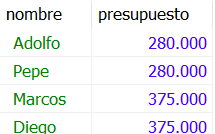 nombre presupuesto
Adolfo 280.000
Pepe 280.000
Marcos 375.000
Diego 375.000